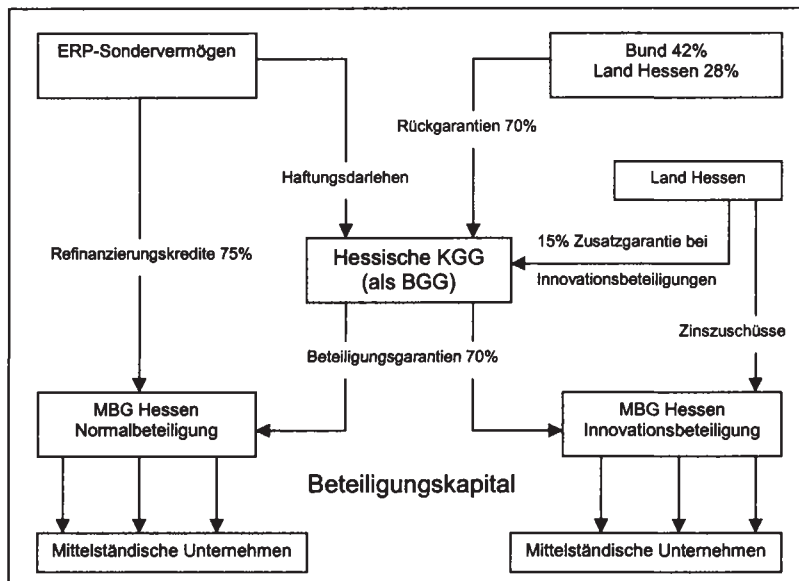 ERP-Sondervermögen
Bund 42%
Land Hessen 28%
Rückgarantien 70%
Haftungsdarlehen
Land Hessen
Refinanzierungskredite 75%
Hessische KGG
(als BGG)
15% Zusatzgarantie bei
Innovationsbeteiligungen
Zinszuschüsse
Beteiligungsgarantien 70%
MBG Hessen
Normalbeteiligung
MBG Hessen
Innovationsbeteiligung
Beteiligungskapital
Mittelständische Unternehmen
Mittelständische Unternehmen